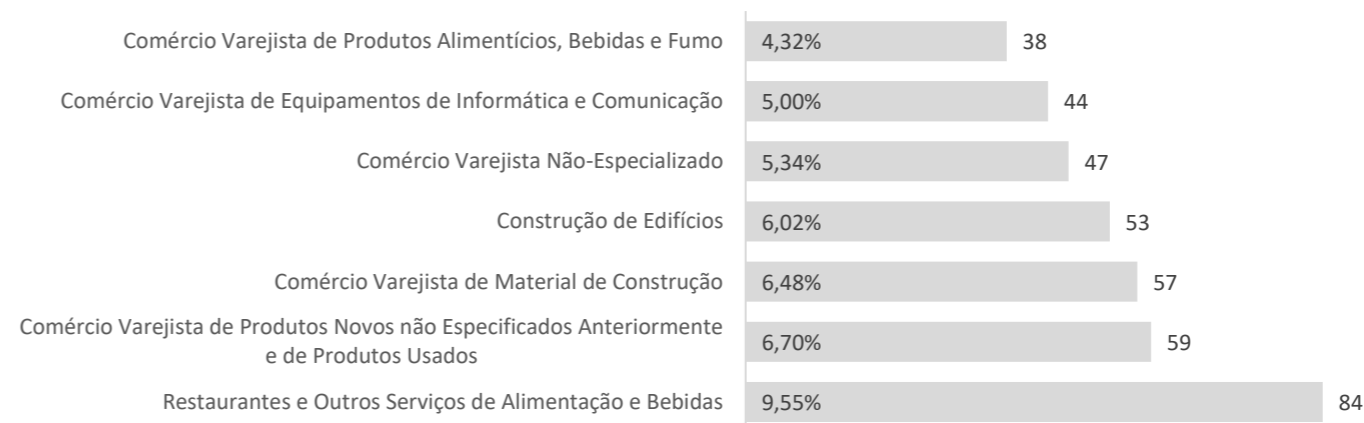 Comércio Varejista de Produtos Alimentícios, Bebidas e Fumo 4,32% 38
Comércio Varejista de Equipamentos de Informática e Comunicação 5,00% 44
Comércio Varejista Não-Especializado 5,34% 47
Construção de Edifícios 6,02% 53
Comércio Varejista de Material de Construção 6,48% 57
Comércio Varejista de Produtos Novos não Especificados Anteriormente
e de Produtos Usados 6,70% 59
Restaurantes e Outros Serviços de Alimentação e Bebidas 9,55% 84